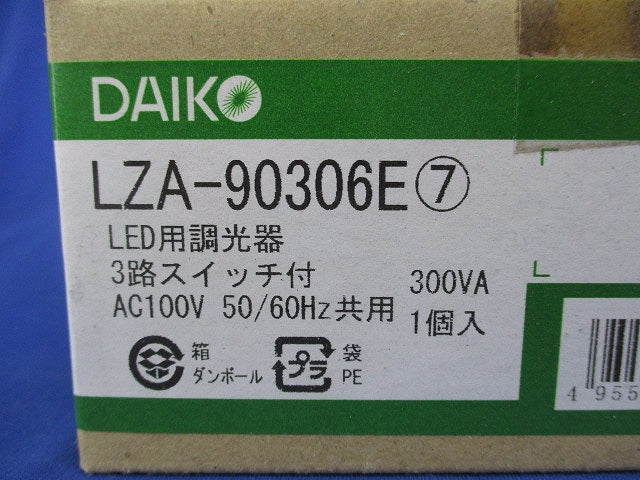 DAIKO
LZA-90306E⑦
LED用調光器
3路スイッチ付
300VA
AC100V 50/60Hz共用
1個入
箱
ダンボール
プラ
袋
PE
4 955